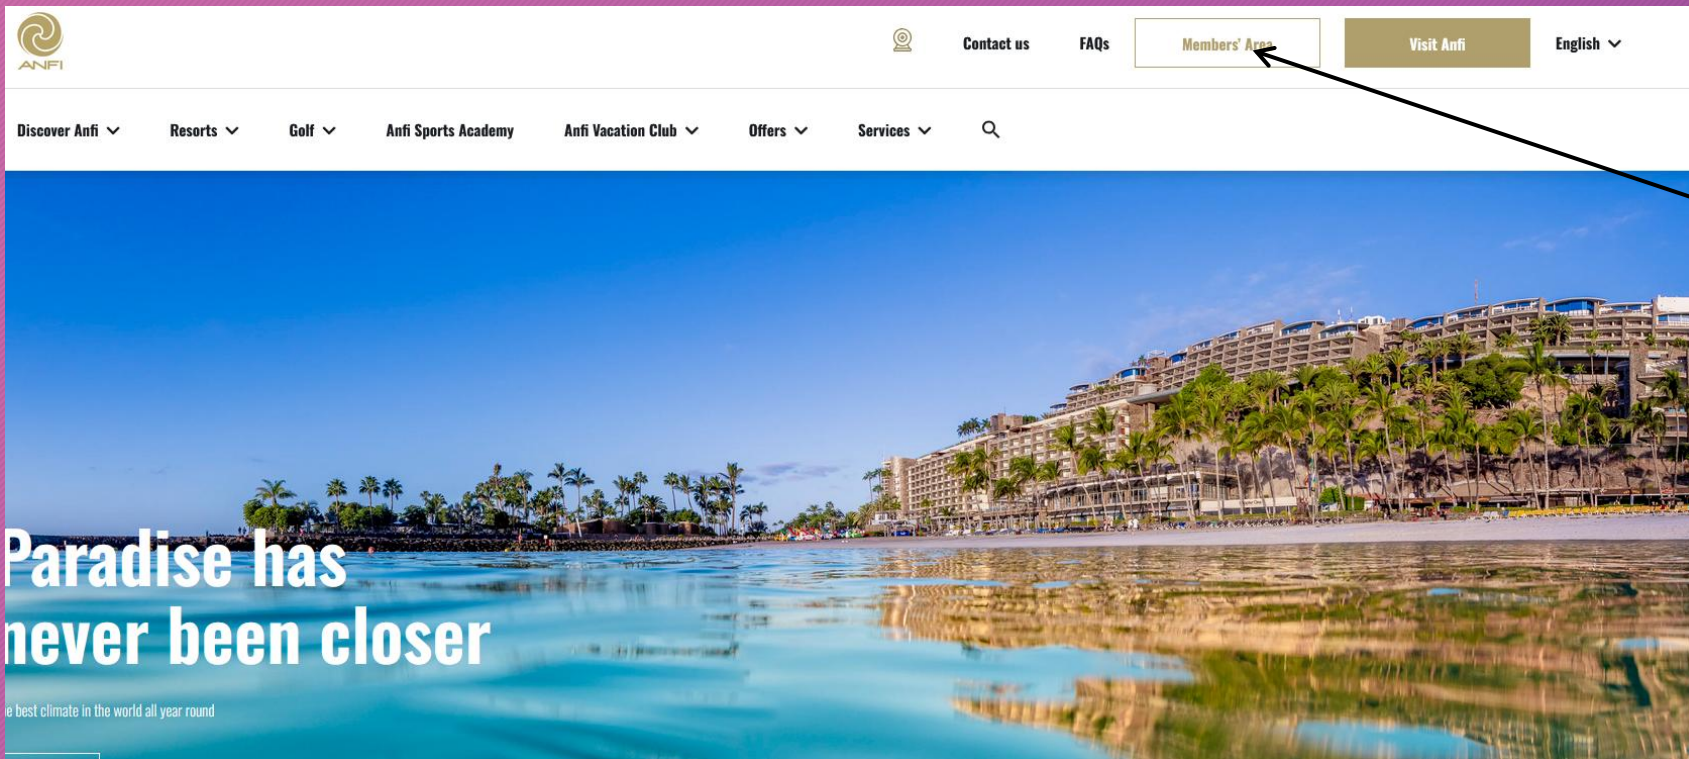 ANFI
Contact us FAQs Members' Area Visit Anfi English
Discover Anfi Resorts Golf Anfi Sports Academy Anfi Vacation Club Offers Services
Paradise has
never been closer
best climate in the world all year round